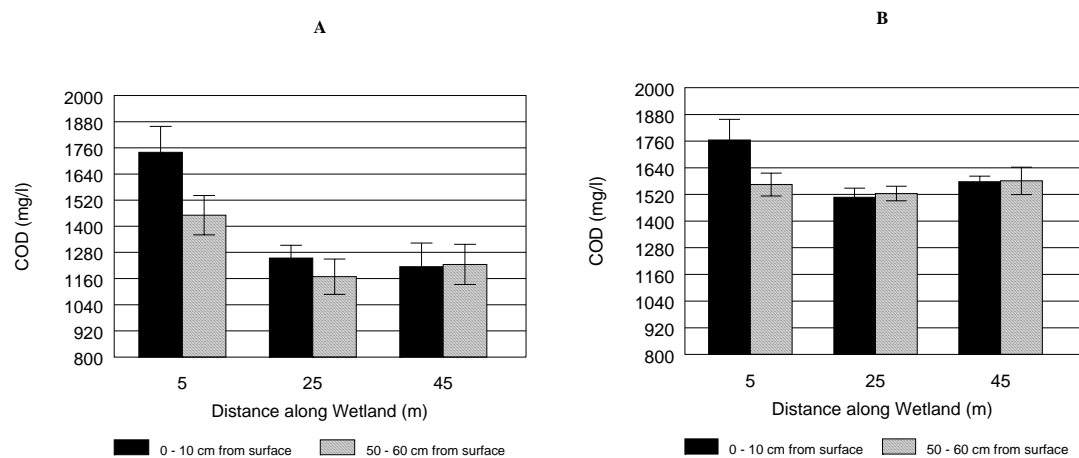 A
COD (mg/l)
2000
1880
1760
1640
1520
1400
1280
1160
1040
920
800
5 25 45
Distance along Wetland (m)
0 - 10 cm from surface 50 - 60 cm from surface
B
COD (mg/l)
2000
1880
1760
1640
1520
1400
1280
1160
1040
920
800
5 25 45
Distance along Wetland (m)
0 - 10 cm from surface 50 - 60 cm from surface